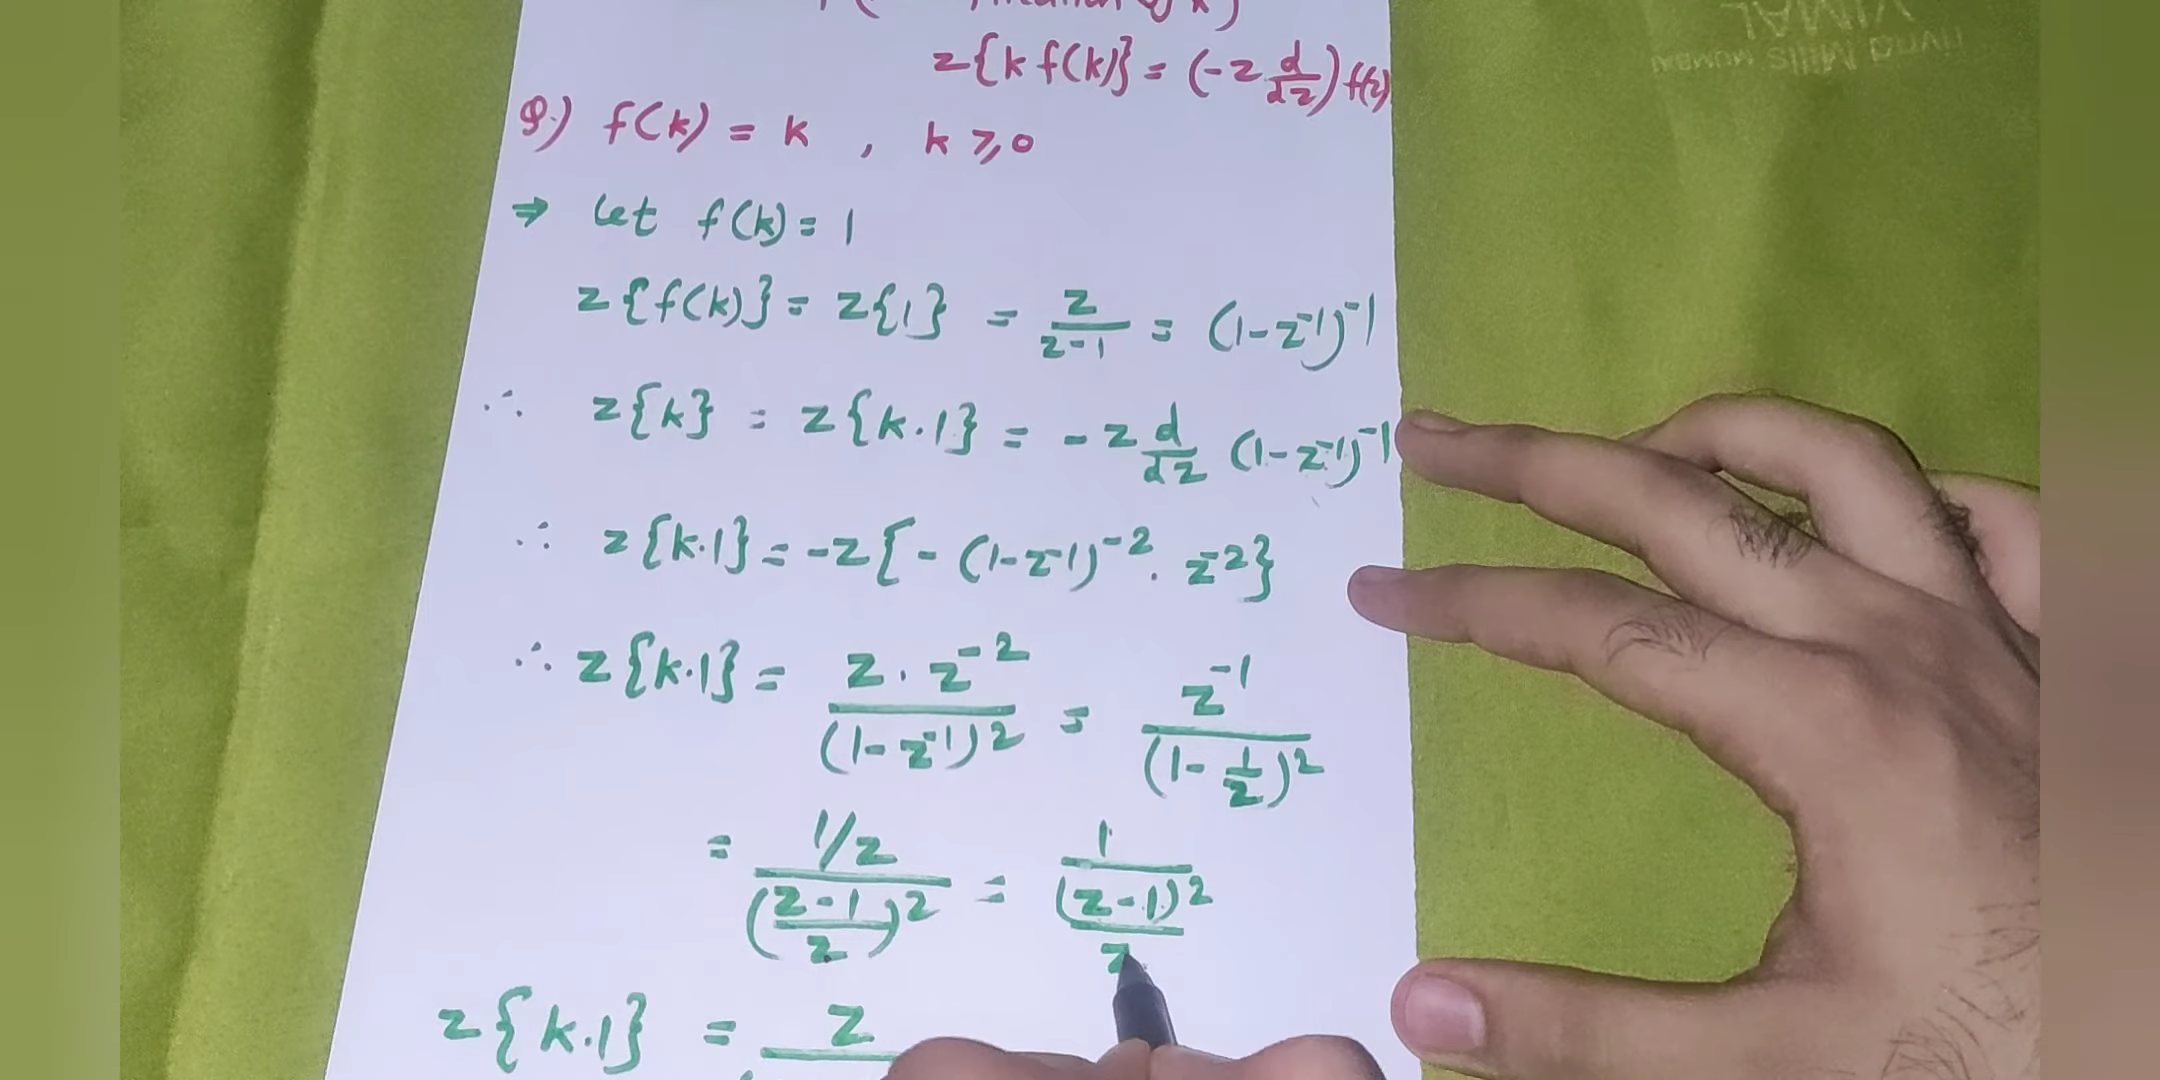 z{k f(k)} = (-z d/dz) f(z)
Q.) f(k) = k , k ≥ 0
⇒ Let f(k) = 1
z{f(k)} = z{1} = z/(z-1) = (1-z⁻¹)⁻¹
∴ z{k} = z{k.1} = -z d/dz (1-z⁻¹)⁻¹
∴ z{k.1} = -z{-(1-z⁻¹)⁻². z⁻²}
∴ z{k.1} = z.z⁻²/(1-z⁻¹)² = z⁻¹/(1-1/z)²
= (1/z)/((z-1)/z)² = 1/((z-1)²/z)
z{k.1} = z
VIMAL